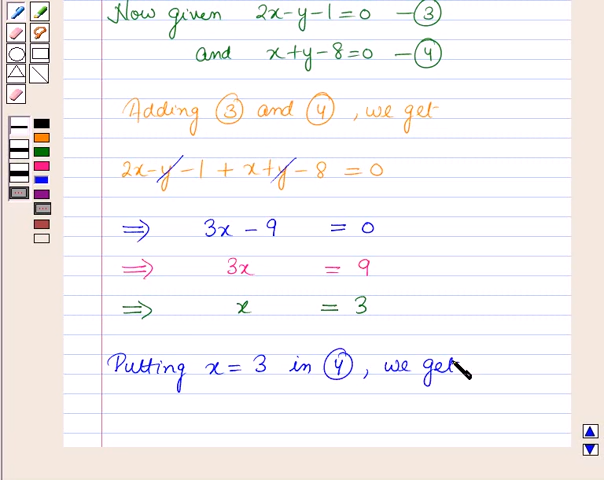 Now given 2x-y-1=0 -③
and x+y-8=0 -④
Adding ③ and ④, we get
2x-y-1+x+y-8=0
⟹ 3x-9 = 0
⟹ 3x = 9
⟹ x = 3
Putting x=3 in ④, we get